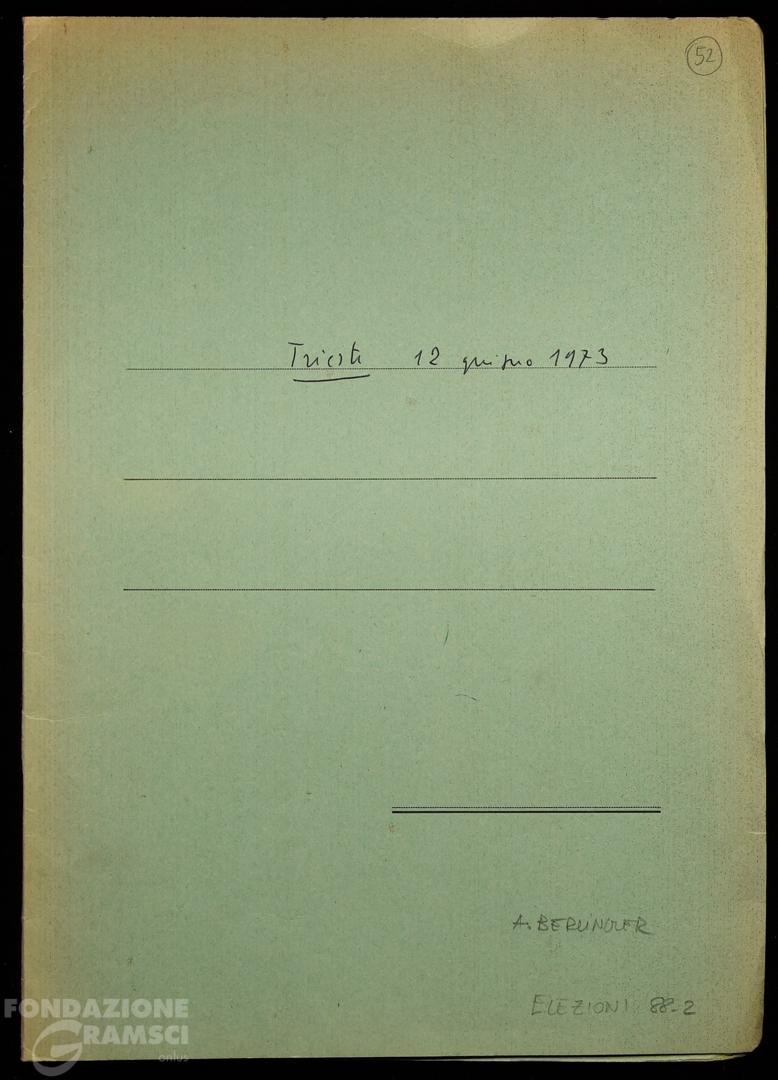 52
Trieste 12 giugno 1973
A. BERLINGUER
ELEZIONI 88-2
FONDAZIONE
GRAMSCI
onlus